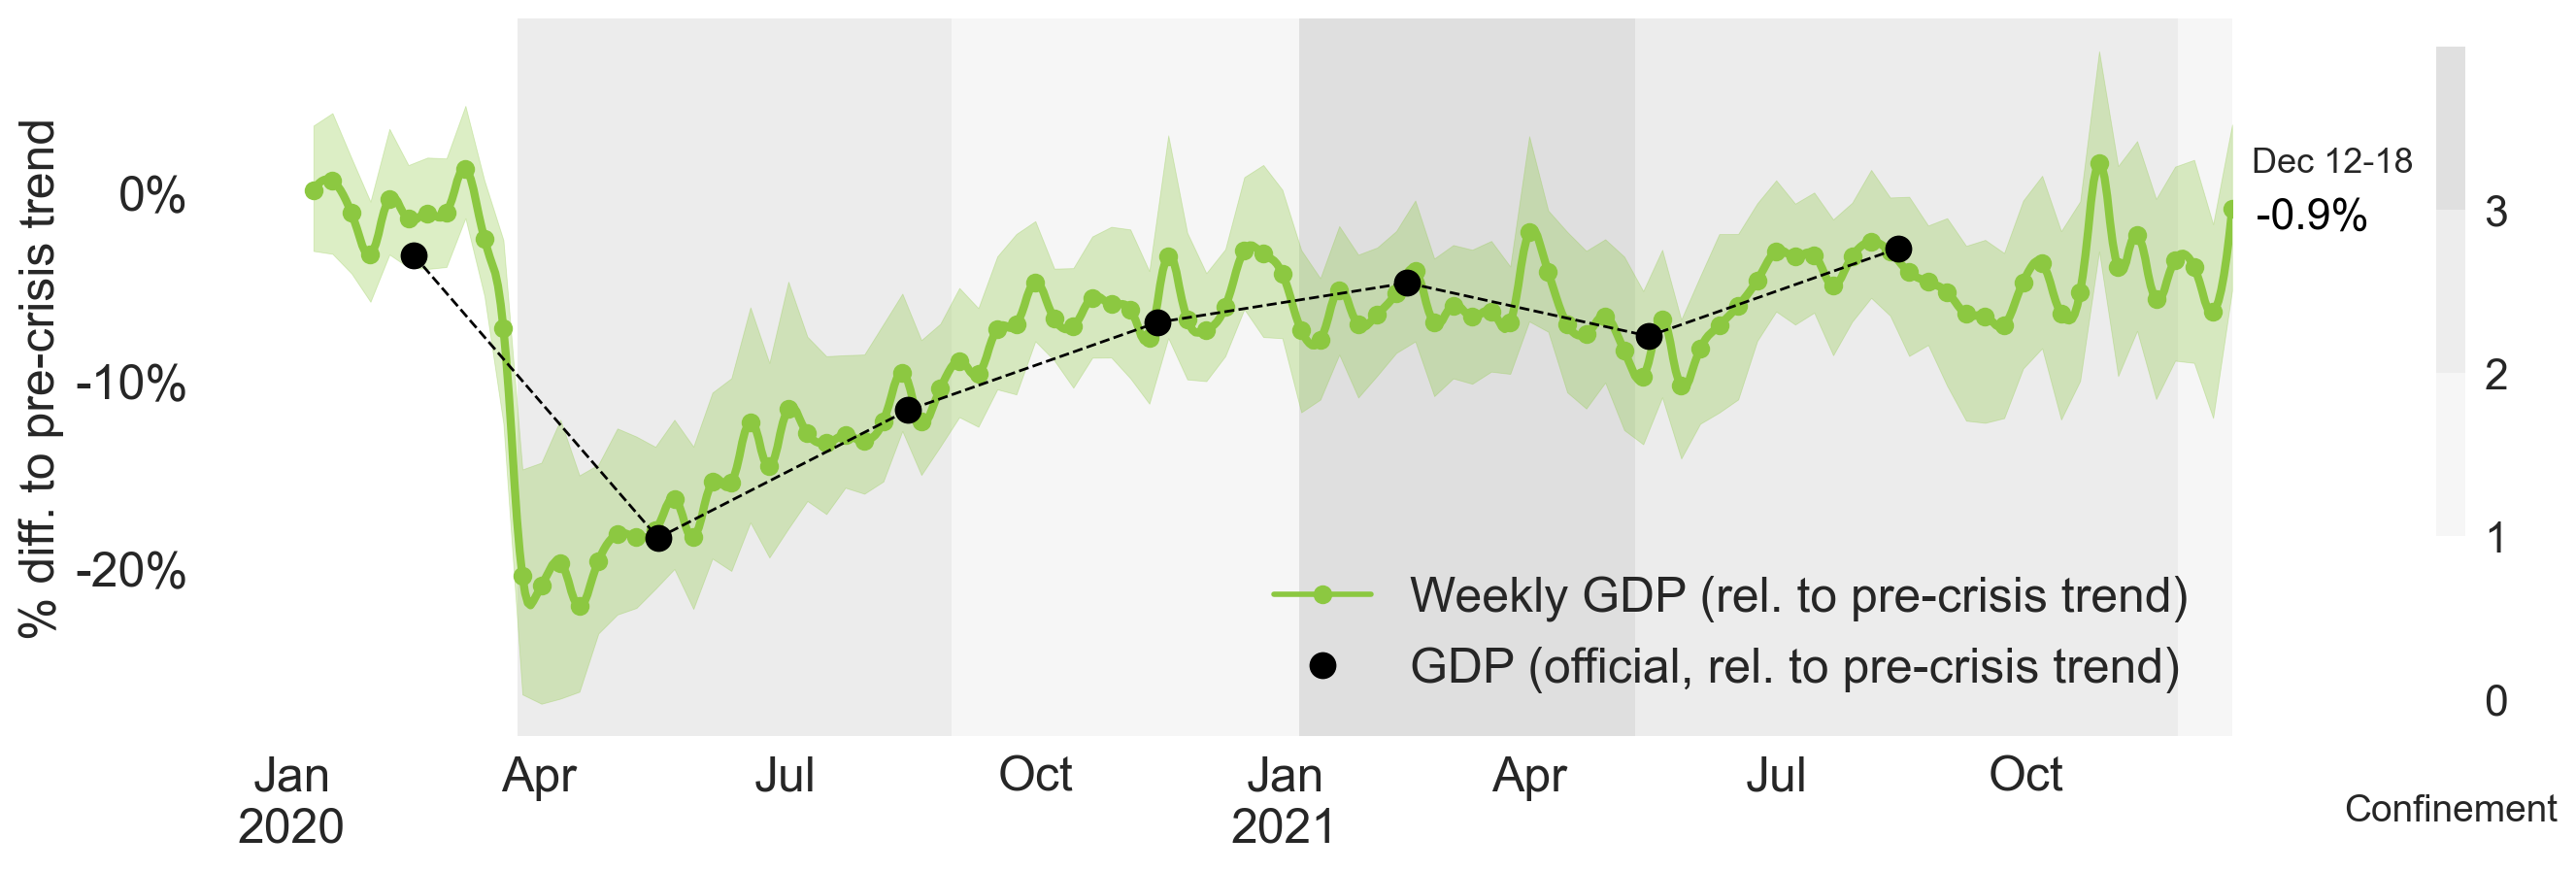 % diff. to pre-crisis trend
0%
-10%
-20%
Dec 12-18
-0.9%
3
2
1
0
Weekly GDP (rel. to pre-crisis trend)
GDP (official, rel. to pre-crisis trend)
Jan Apr Jul Oct Jan Apr Jul Oct
2020 2021
Confinement